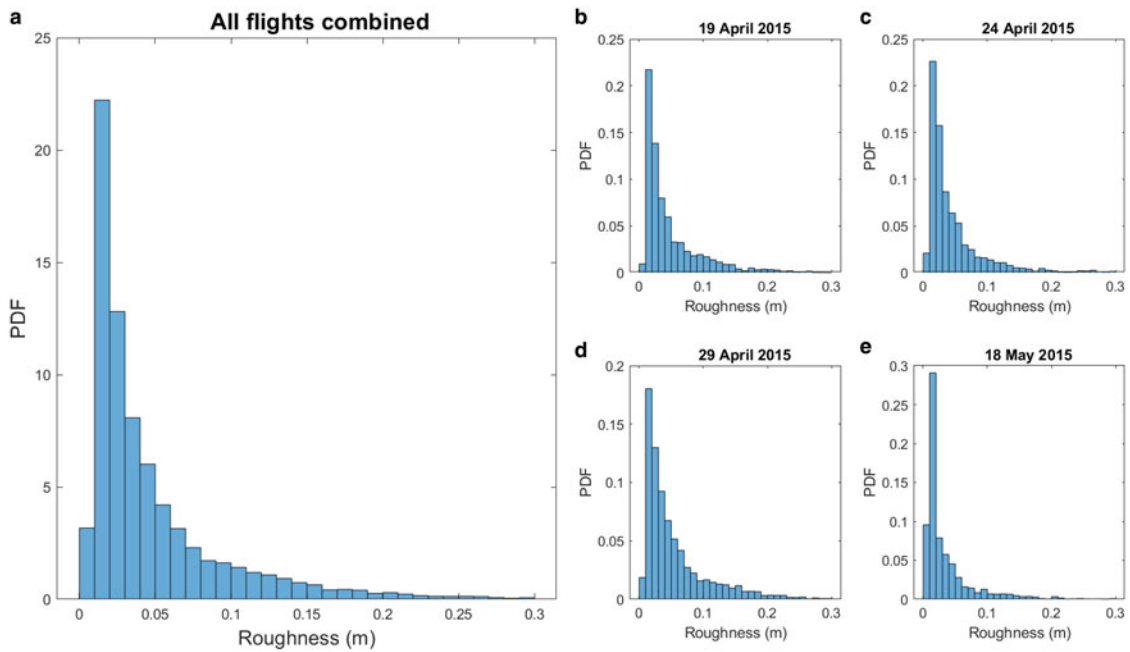 a
All flights combined
25
20
15
10
5
0
PDF
0 0.05 0.1 0.15 0.2 0.25 0.3
Roughness (m)
b
19 April 2015
0.25
0.2
0.15
0.1
0.05
0
PDF
0 0.1 0.2 0.3
Roughness (m)
c
24 April 2015
0.25
0.2
0.15
0.1
0.05
0
PDF
0 0.1 0.2 0.3
Roughness (m)
d
29 April 2015
0.2
0.15
0.1
0.05
0
PDF
0 0.1 0.2 0.3
Roughness (m)
e
18 May 2015
0.3
0.25
0.2
0.15
0.1
0.05
0
PDF
0 0.1 0.2 0.3
Roughness (m)